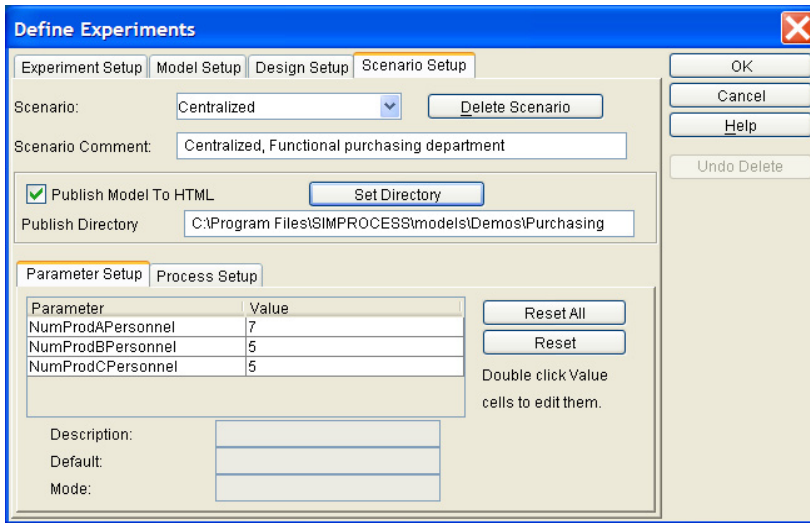 Define Experiments
Experiment Setup Model Setup Design Setup Scenario Setup
OK
Cancel
Help
Undo Delete
Scenario: Centralized Delete Scenario
Scenario Comment: Centralized, Functional purchasing department
Publish Model To HTML Set Directory
Publish Directory C:\Program Files\SIMPROCESS\models\Demos\Purchasing
Parameter Setup Process Setup
Parameter Value
NumProdAPersonnel 7
NumProdBPersonnel 5
NumProdCPersonnel 5
Reset All
Reset
Double click Value
cells to edit them.
Description:
Default:
Mode: